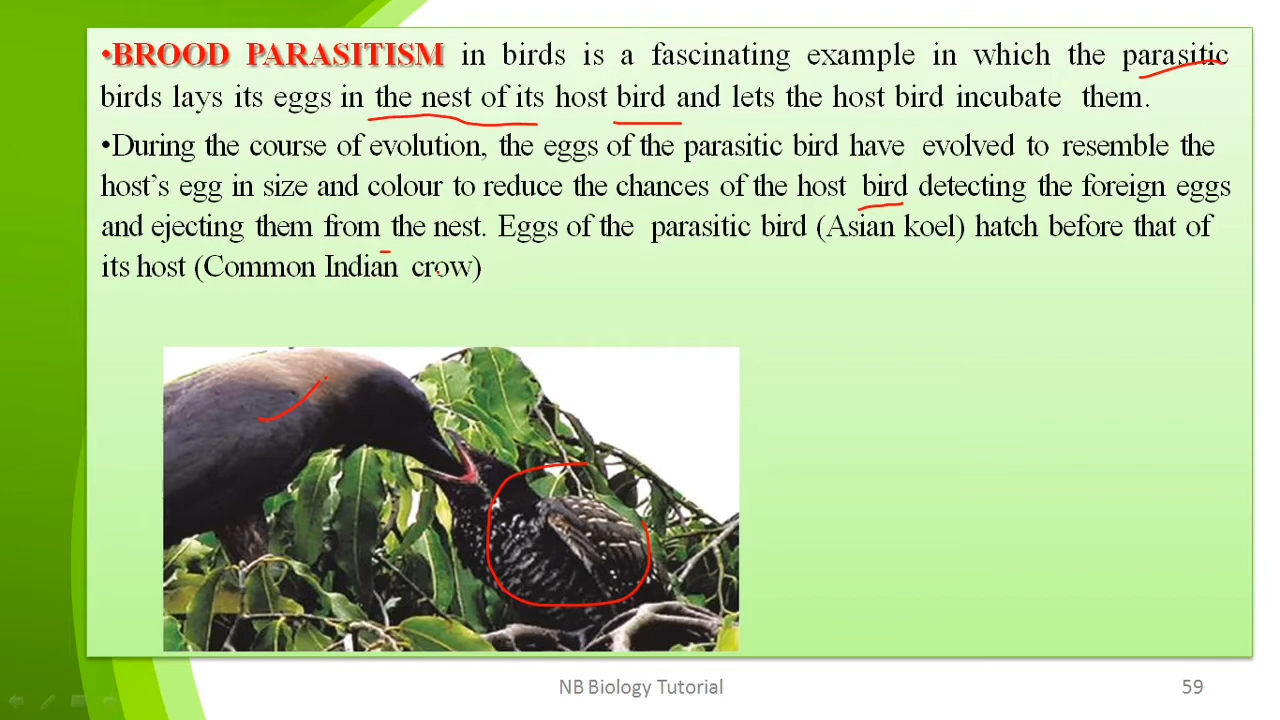 •BROOD PARASITISM in birds is a fascinating example in which the parasitic
birds lays its eggs in the nest of its host bird and lets the host bird incubate them.
•During the course of evolution, the eggs of the parasitic bird have evolved to resemble the
host’s egg in size and colour to reduce the chances of the host bird detecting the foreign eggs
and ejecting them from the nest. Eggs of the parasitic bird (Asian koel) hatch before that of
its host (Common Indian crow)
NB Biology Tutorial
59